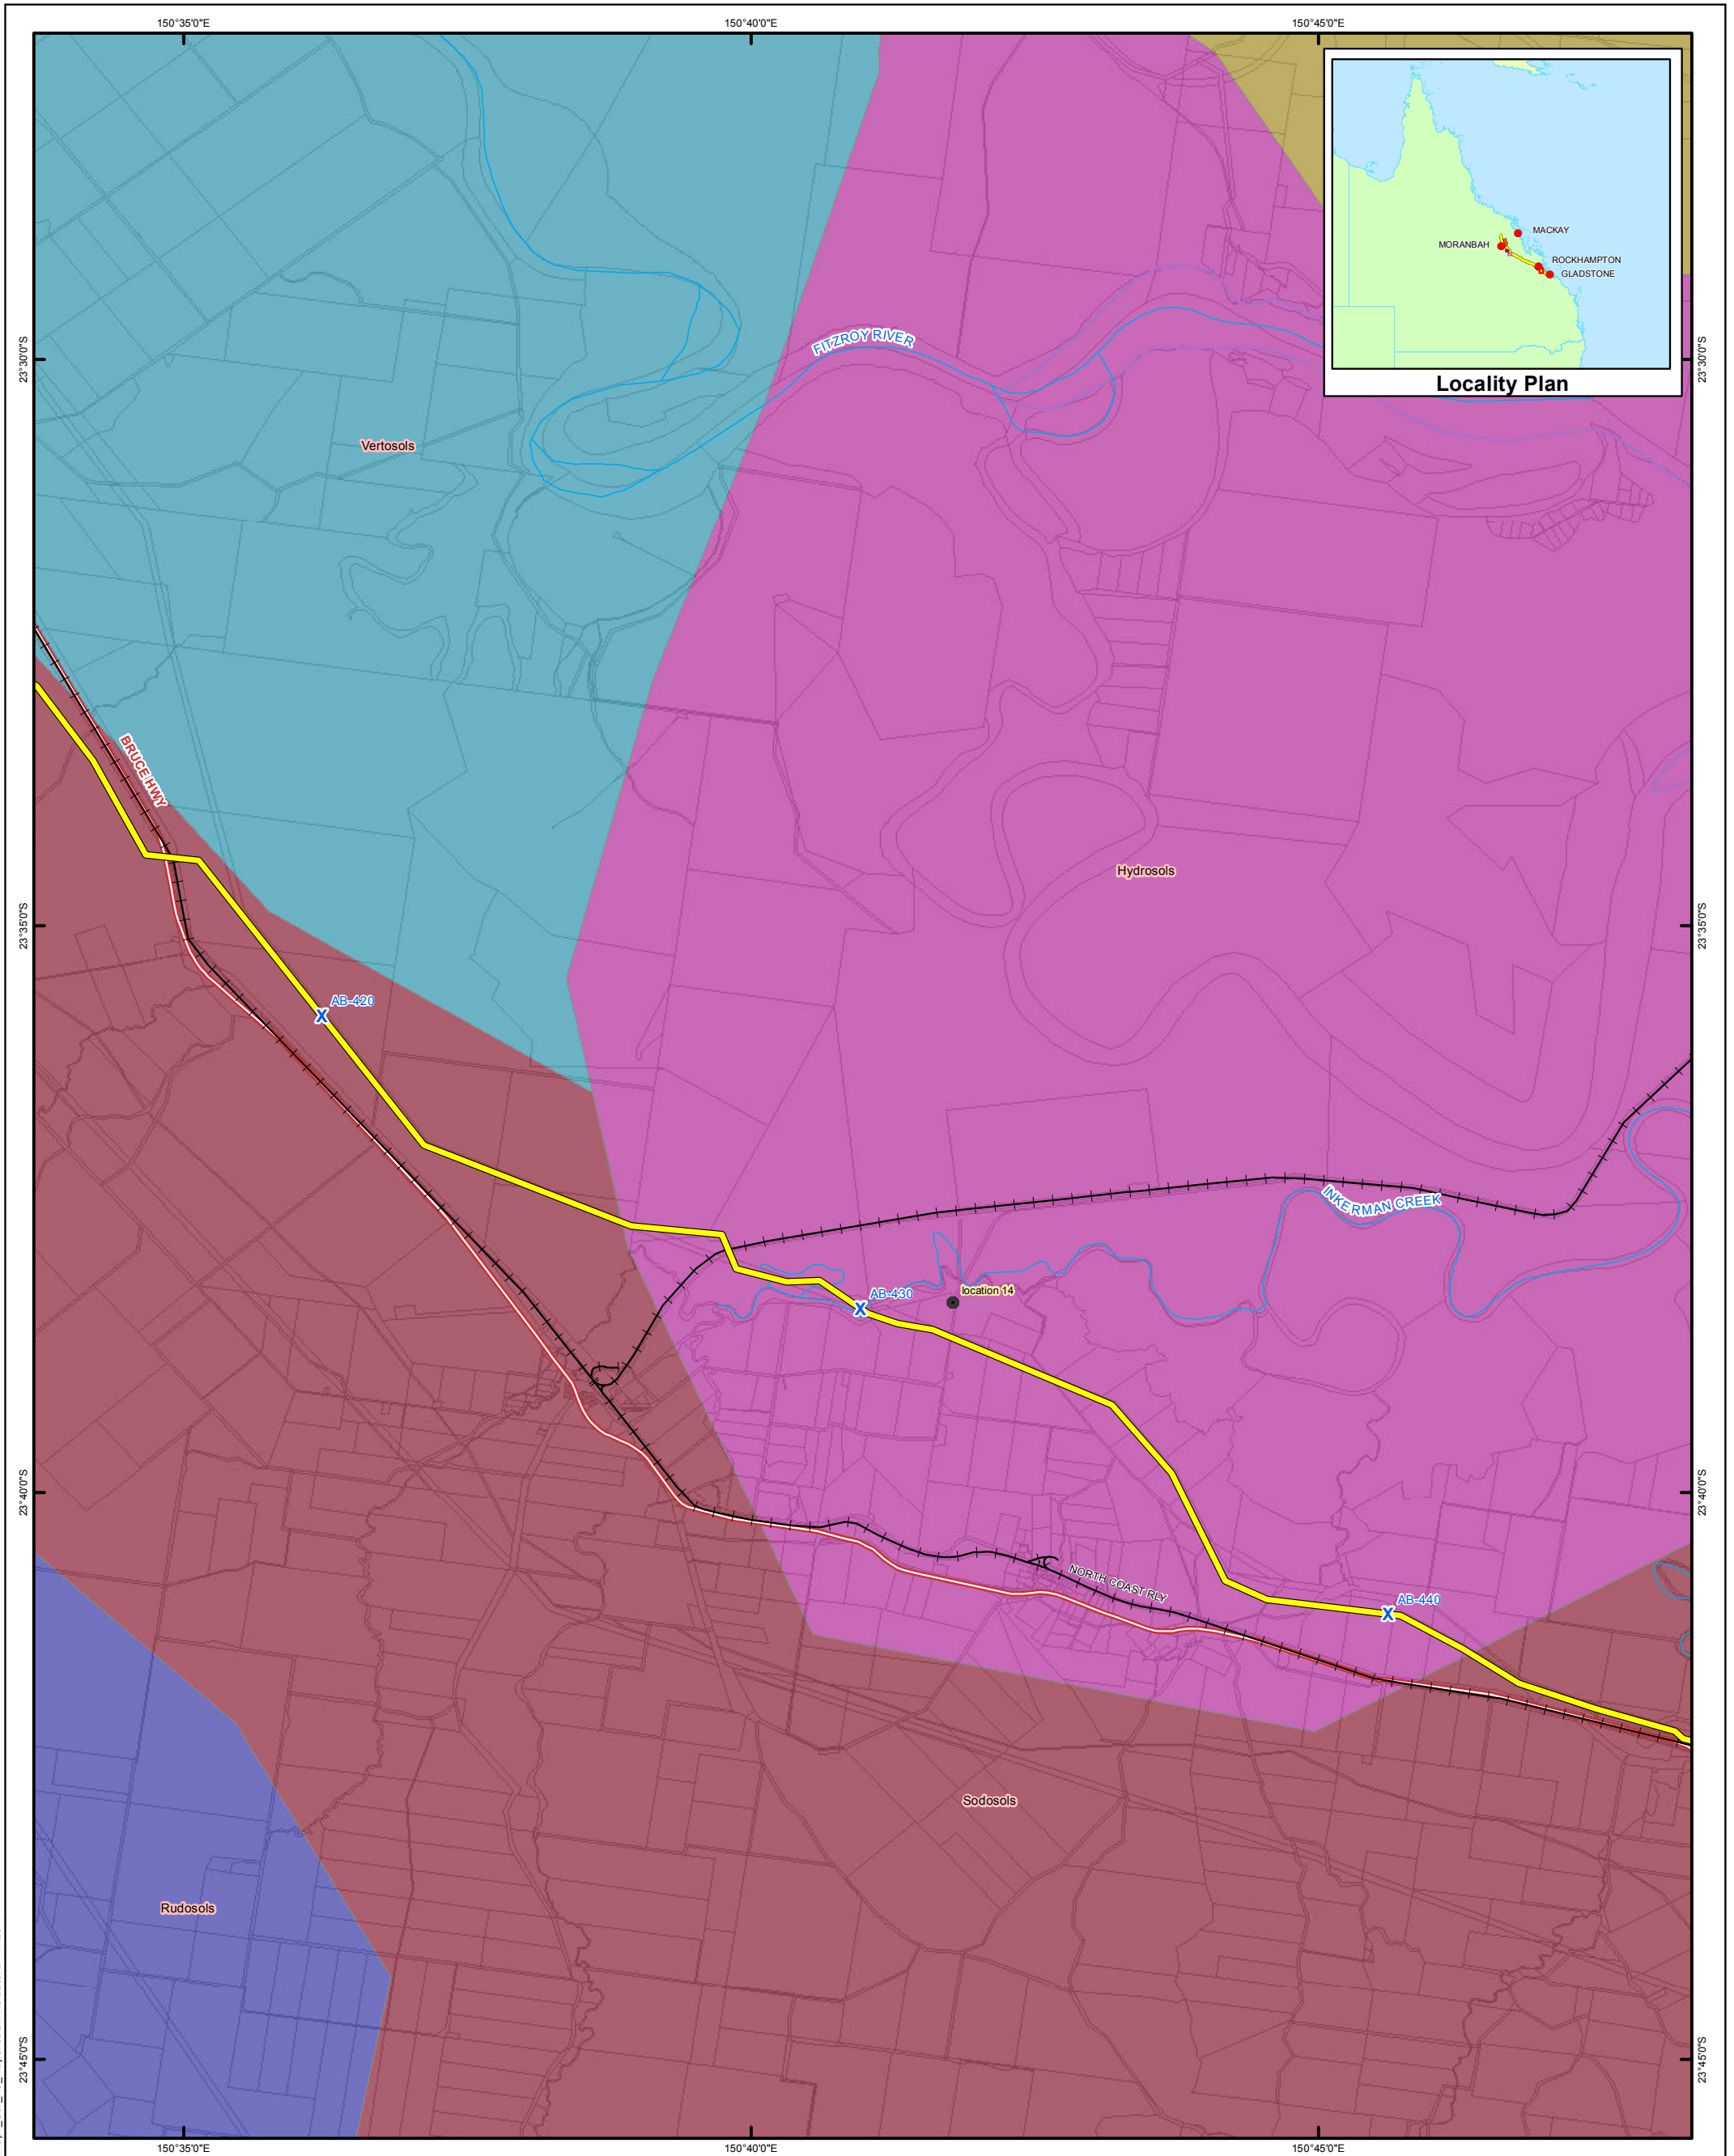 150°35'0"E
150°40'0"E
150°45'0"E
MACKAY
MORANBAH
ROCKHAMPTON
GLADSTONE
Locality Plan
23°30'0"S
23°30'0"S
FITZROY RIVER
Vertosols
BRUCE HWY
Hydrosols
23°35'0"S
23°35'0"S
AB-420
INKERMAN CREEK
location 14
AB-430
23°40'0"S
23°40'0"S
NORTH COAST RLY
AB-440
Sodosols
Rudosols
23°45'0"S
23°45'0"S
150°35'0"E
150°40'0"E
150°45'0"E